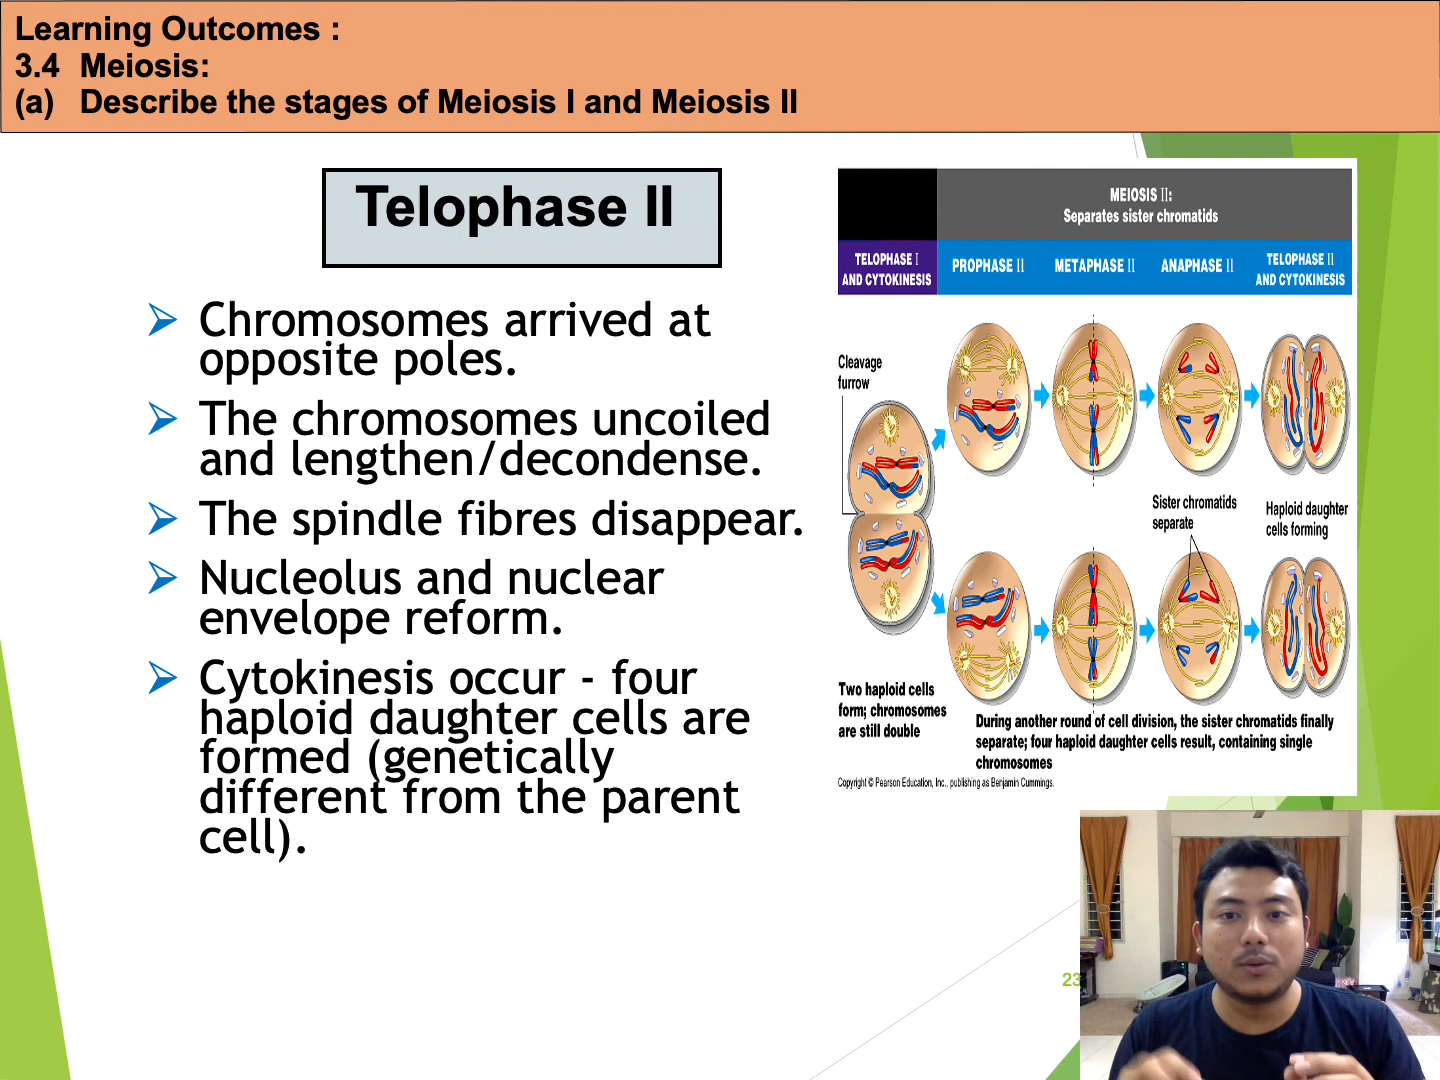 Learning Outcomes :
3.4 Meiosis:
(a) Describe the stages of Meiosis I and Meiosis II
Telophase II
Chromosomes arrived at
opposite poles.
The chromosomes uncoiled
and lengthen/decondense.
The spindle fibres disappear.
Nucleolus and nuclear
envelope reform.
Cytokinesis occur - four
haploid daughter cells are
formed (genetically
different from the parent
cell).
MEIOSIS II:
Separates sister chromatids
TELOPHASE I
AND CYTOKINESIS
PROPHASE II
METAPHASE II
ANAPHASE II
TELOPHASE II
AND CYTOKINESIS
Cleavage
furrow
Sister chromatids
separate
Haploid daughter
cells forming
Two haploid cells
form; chromosomes
are still double
During another round of cell division, the sister chromatids finally
separate; four haploid daughter cells result, containing single
chromosomes
Copyright © Pearson Education, Inc., publishing as Benjamin Cummings.
23